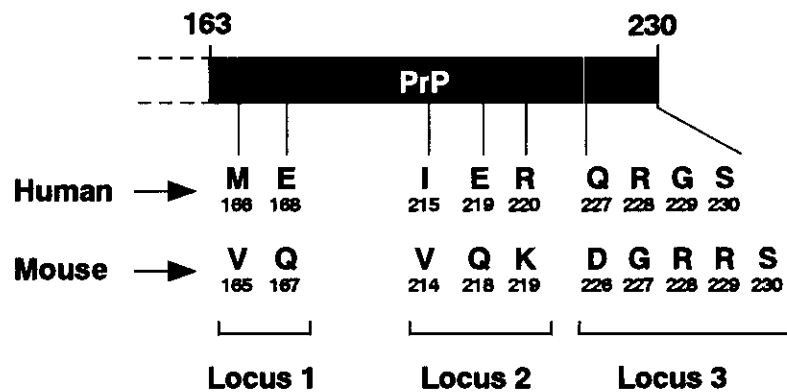 163 230
PrP
Human M E I E R Q R G S
166 168 215 219 220 227 228 229 230
Mouse V Q V Q K D G R R S
165 167 214 218 219 226 227 228 229 230
Locus 1 Locus 2 Locus 3